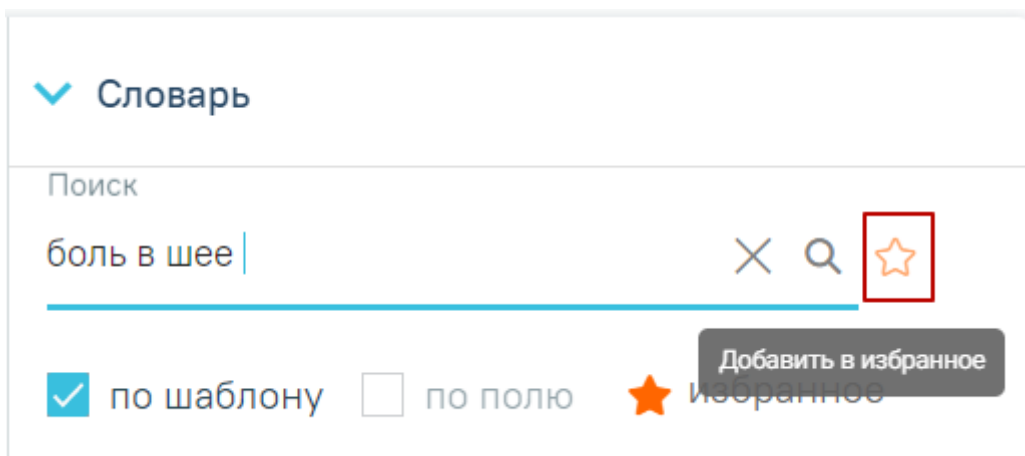 Словарь
Поиск
боль в шее
Добавить в избранное
по шаблону по полю избранное